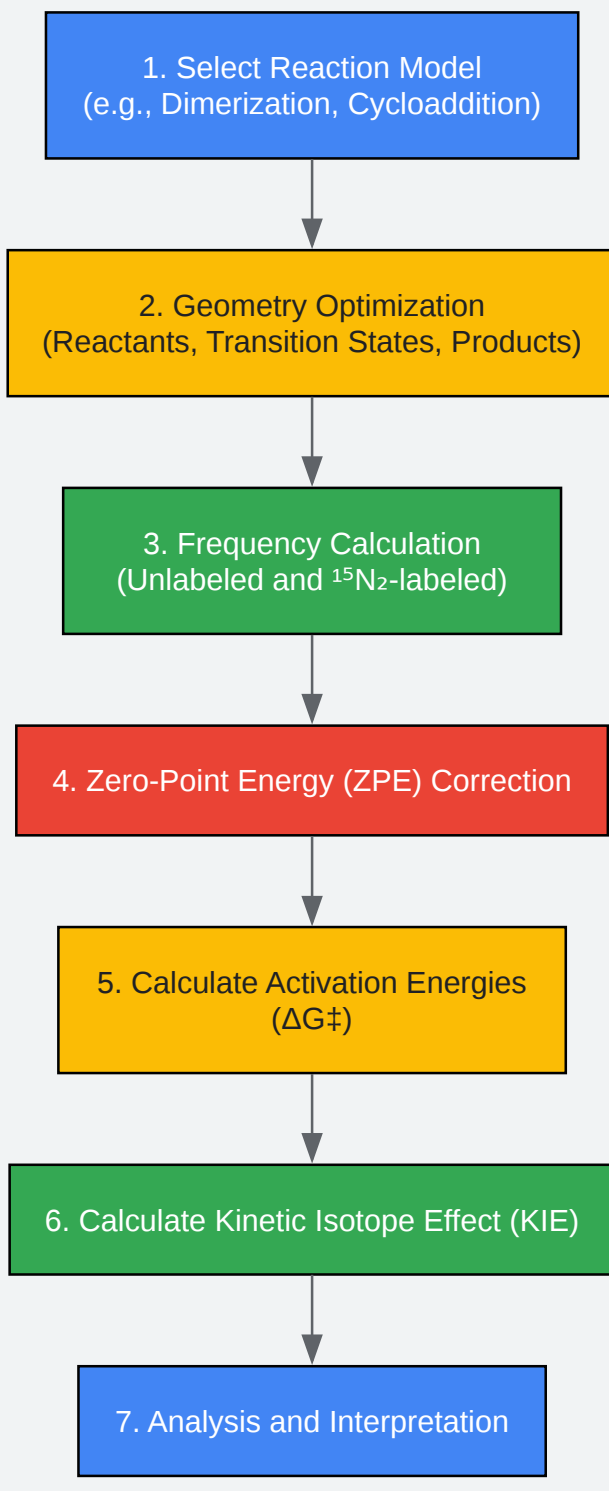 1. Select Reaction Model
(e.g., Dimerization, Cycloaddition)
2. Geometry Optimization
(Reactants, Transition States, Products)
3. Frequency Calculation
(Unlabeled and ¹⁵N₂-labeled)
4. Zero-Point Energy (ZPE) Correction
5. Calculate Activation Energies
(ΔG‡)
6. Calculate Kinetic Isotope Effect (KIE)
7. Analysis and Interpretation